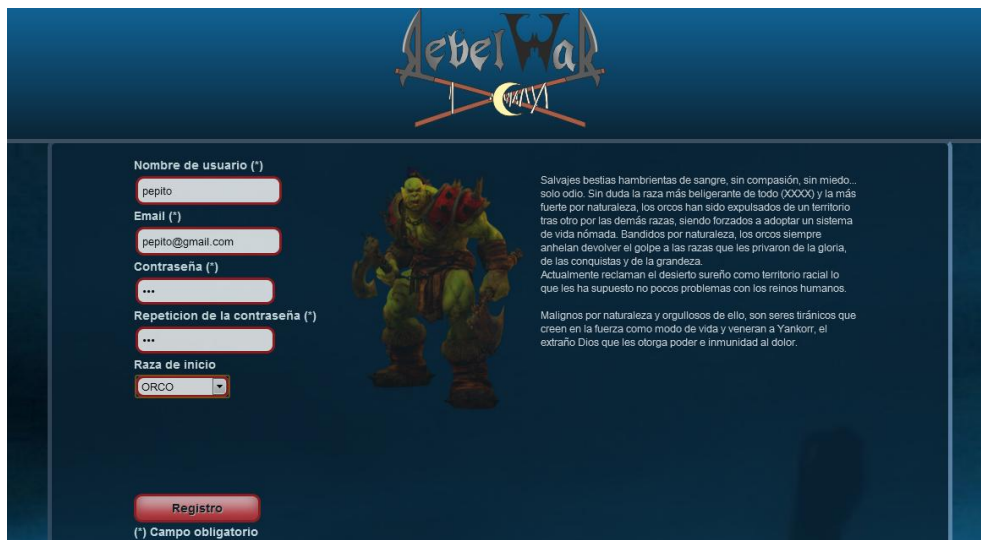 Rebel War
Nombre de usuario (*)
pepito
Email (*)
pepito@gmail.com
Contraseña (*)
•••
Repeticion de la contraseña (*)
•••
Raza de inicio
ORCO
Registro
(*) Campo obligatorio
Salvajes bestias hambrientas de sangre, sin compasión, sin miedo...
solo odio. Sin duda la raza más beligerante de todo (XXXX) y la más
fuerte por naturaleza, los orcos han sido expulsados de un territorio
tras otro por las demás razas, siendo forzados a adoptar un sistema
de vida nómada. Bandidos por naturaleza, los orcos siempre
anhelan devolver el golpe a las razas que les privaron de la gloria,
de las conquistas y de la grandeza.
Actualmente reclaman el desierto sureño como territorio racial lo
que les ha supuesto no pocos problemas con los reinos humanos.
Malignos por naturaleza y orgullosos de ello, son seres tiránicos que
creen en la fuerza como modo de vida y veneran a Yankorr, el
extraño Dios que les otorga poder e inmunidad al dolor.